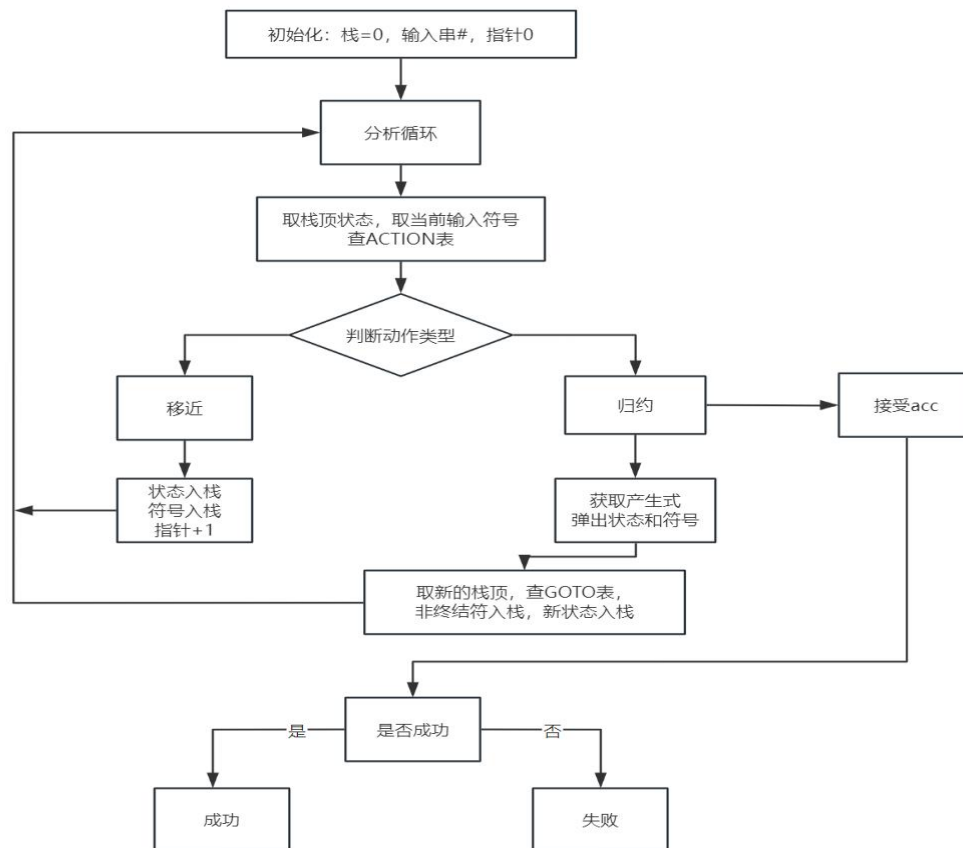 初始化：栈=0，输入串#，指针0
分析循环
取栈顶状态，取当前输入符号
查ACTION表
判断动作类型
移近
归约
接受acc
状态入栈
符号入栈
指针+1
获取产生式
弹出状态和符号
取新的栈顶，查GOTO表，
非终结符入栈，新状态入栈
是否成功
是
否
成功
失败